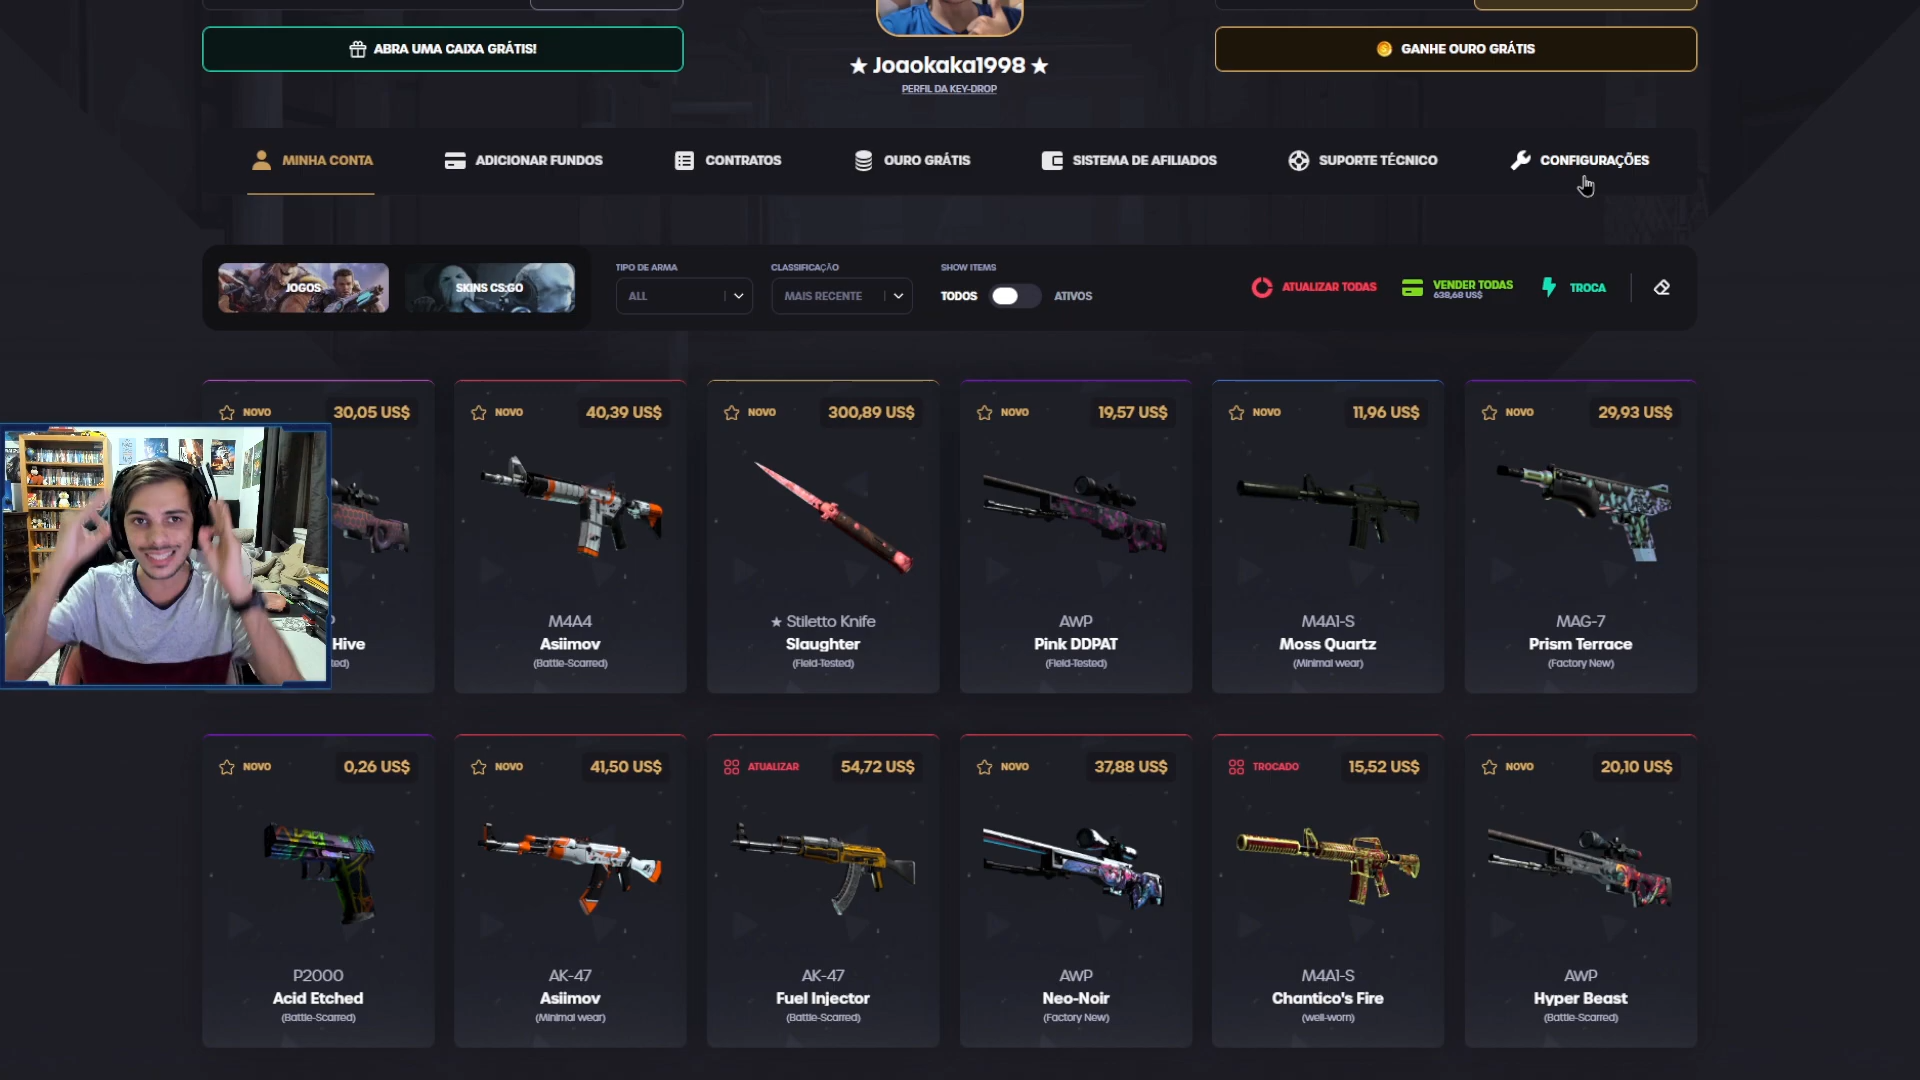 ABRA UMA CAIXA GRÁTIS!
GANHE OURO GRÁTIS
★ Joaokaka1998 ★
PERFIL DA KEY-DROP
MINHA CONTA
ADICIONAR FUNDOS
CONTRATOS
OURO GRÁTIS
SISTEMA DE AFILIADOS
SUPORTE TÉCNICO
CONFIGURAÇÕES
JOGOS
SKINS CS:GO
TIPO DE ARMA
ALL
CLASSIFICAÇÃO
MAIS RECENTE
SHOW ITEMS
TODOS
ATIVOS
ATUALIZAR TODAS
VENDER TODAS
638,68 US$
TROCA
NOVO 30,05 US$
Hive
NOVO 40,39 US$
M4A4
Asiimov
(Battle-Scarred)
NOVO 300,89 US$
★ Stiletto Knife
Slaughter
(Field-Tested)
NOVO 19,57 US$
AWP
Pink DDPAT
(Field-Tested)
NOVO 11,96 US$
M4A1-S
Moss Quartz
(Minimal wear)
NOVO 29,93 US$
MAG-7
Prism Terrace
(Factory New)
NOVO 0,26 US$
P2000
Acid Etched
(Battle-Scarred)
NOVO 41,50 US$
AK-47
Asiimov
(Minimal wear)
ATUALIZAR 54,72 US$
AK-47
Fuel Injector
(Battle-Scarred)
NOVO 37,88 US$
AWP
Neo-Noir
(Factory New)
TROCADO 15,52 US$
M4A1-S
Chantico's Fire
(well-worn)
NOVO 20,10 US$
AWP
Hyper Beast
(Battle-Scarred)